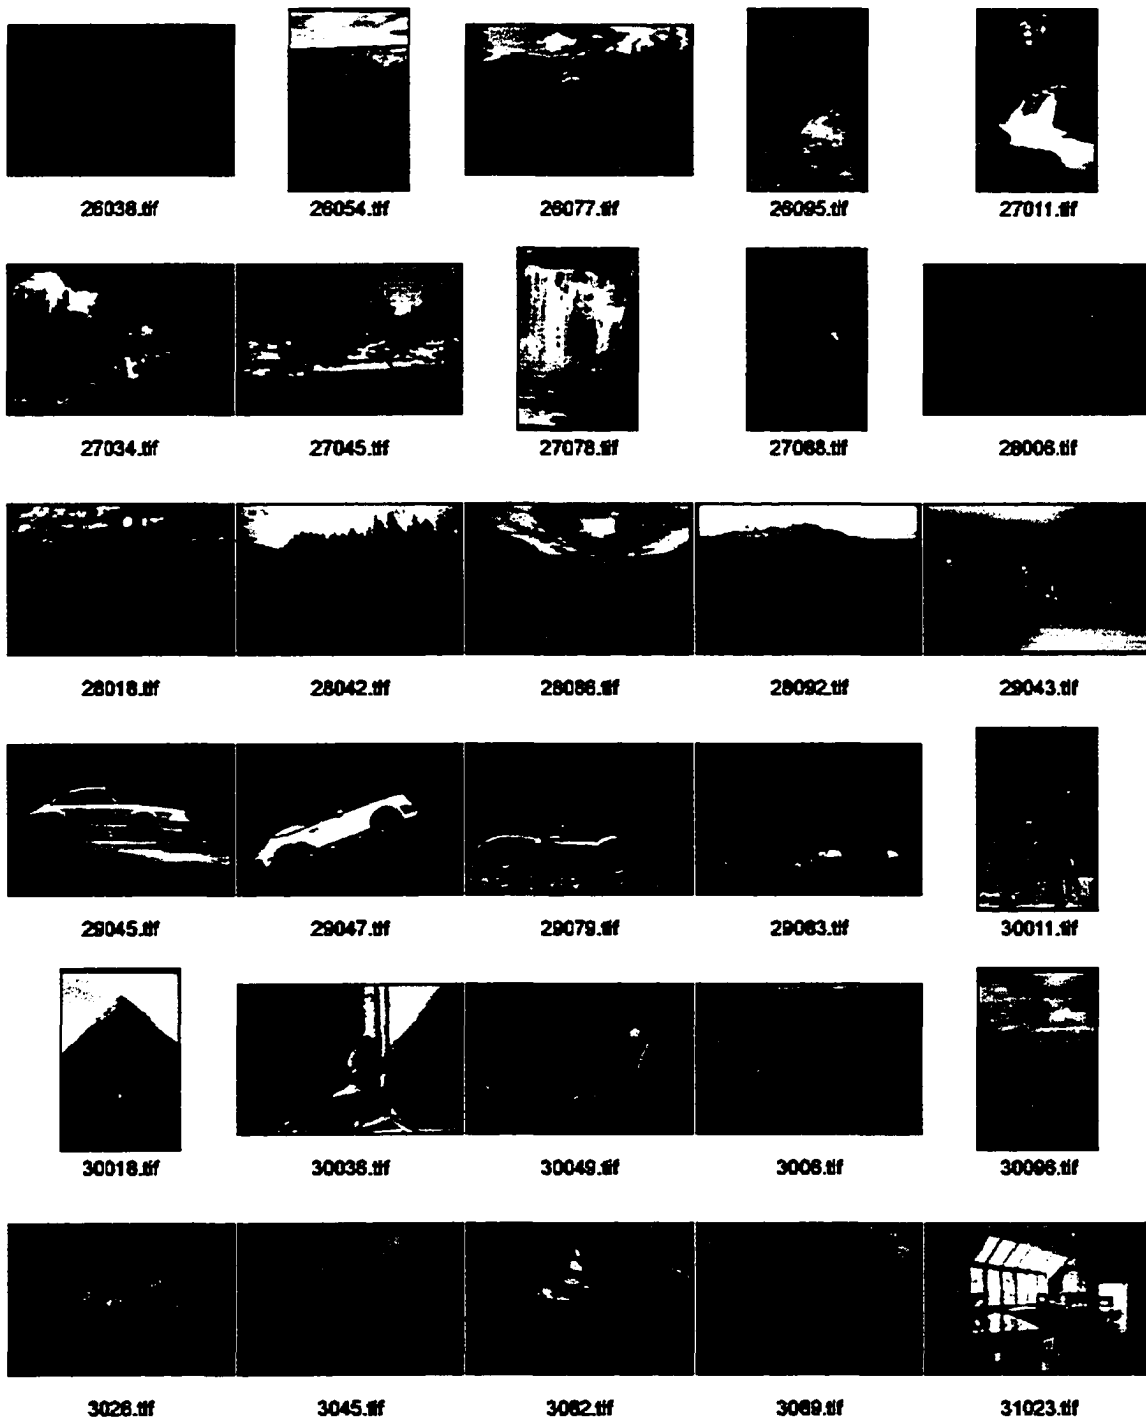 26038.tif 26054.tif 26077.tif 26095.tif 27011.tif
27034.tif 27045.tif 27078.tif 27088.tif 28006.tif
28018.tif 28042.tif 28086.tif 28092.tif 29043.tif
29045.tif 29047.tif 29079.tif 29083.tif 30011.tif
30018.tif 30038.tif 30049.tif 3006.tif 30096.tif
3026.tif 3045.tif 3062.tif 3069.tif 31023.tif